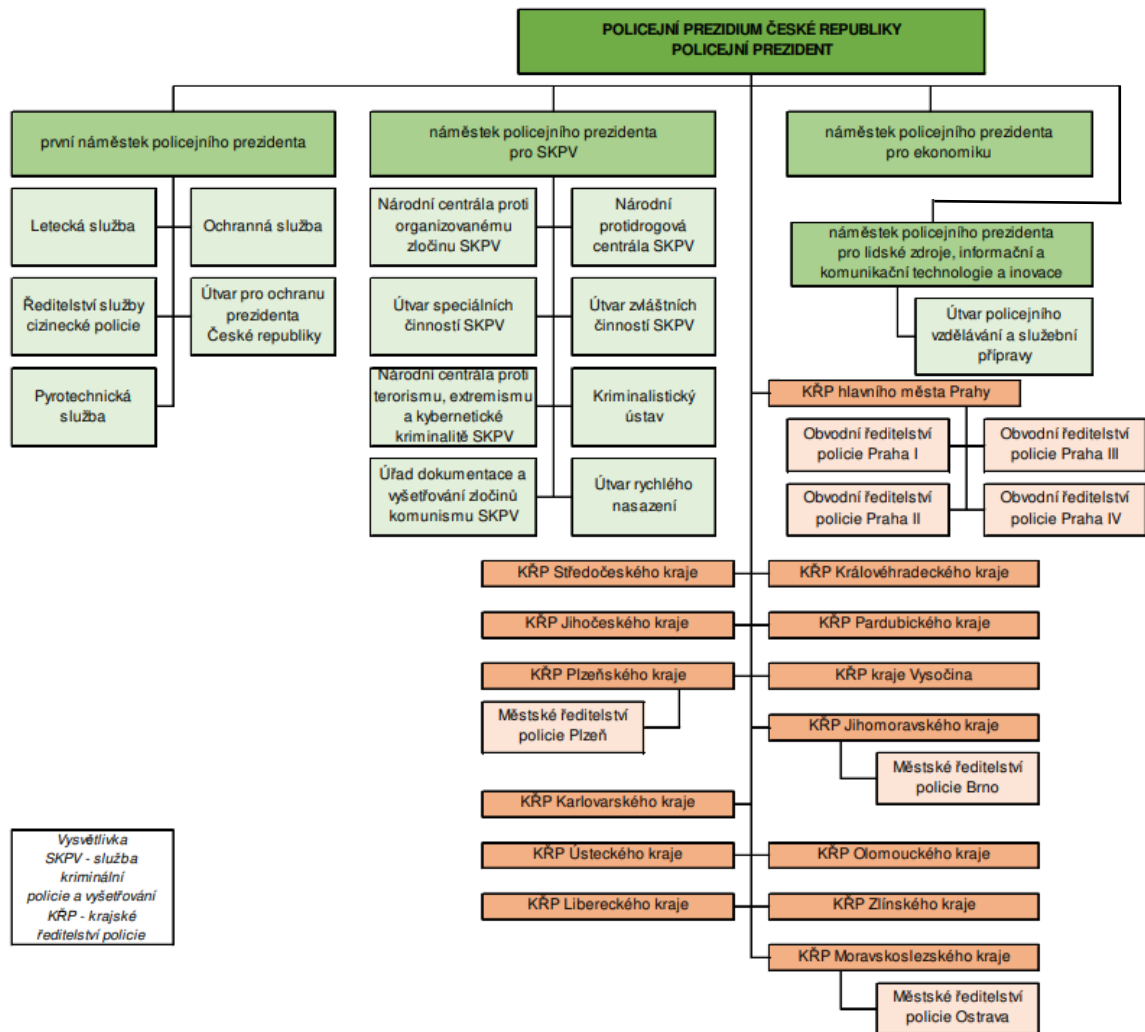 POLICEJNÍ PREZIDIUM ČESKÉ REPUBLIKY
POLICEJNÍ PREZIDENT
první náměstek policejního prezidenta
Letecká služba
Ochranná služba
Ředitelství služby
cizinecké policie
Útvar pro ochranu
prezidenta
České republiky
Pyrotechnická
služba
náměstek policejního prezidenta
pro SKPV
Národní centrála proti
organizovanému
zločinu SKPV
Národní
protidrogová
centrála SKPV
Útvar speciálních
činností SKPV
Útvar zvláštních
činností SKPV
Národní centrála proti
terorismu, extremismu
a kybernetické
kriminalitě SKPV
Kriminalistický
ústav
Úřad dokumentace a
vyšetřování zločinů
komunismu SKPV
Útvar rychlého
nasazení
náměstek policejního prezidenta
pro ekonomiku
náměstek policejního prezidenta
pro lidské zdroje, informační a
komunikační technologie a inovace
Útvar policejního
vzdělávání a služební
přípravy
KŘP hlavního města Prahy
Obvodní ředitelství
policie Praha I
Obvodní ředitelství
policie Praha III
Obvodní ředitelství
policie Praha II
Obvodní ředitelství
policie Praha IV
KŘP Středočeského kraje
KŘP Královéhradeckého kraje
KŘP Jihočeského kraje
KŘP Pardubického kraje
KŘP Plzeňského kraje
KŘP kraje Vysočina
Městské ředitelství
policie Plzeň
KŘP Jihomoravského kraje
Městské ředitelství
policie Brno
KŘP Karlovarského kraje
KŘP Ústeckého kraje
KŘP Olomouckého kraje
KŘP Libereckého kraje
KŘP Zlínského kraje
KŘP Moravskoslezského kraje
Městské ředitelství
policie Ostrava
Vysvětlivka
SKPV - služba
kriminální
policie a vyšetřování
KŘP - krajské
ředitelství policie